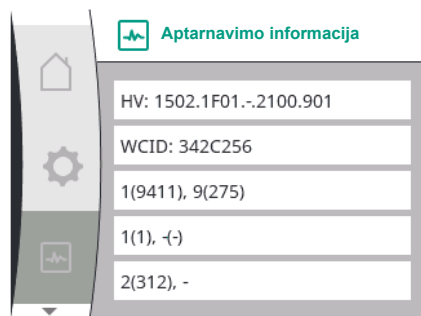 Aptarnavimo informacija
HV: 1502.1F01.-.2100.901
WCID: 342C256
1(9411), 9(275)
1(1), -(-)
2(312), -